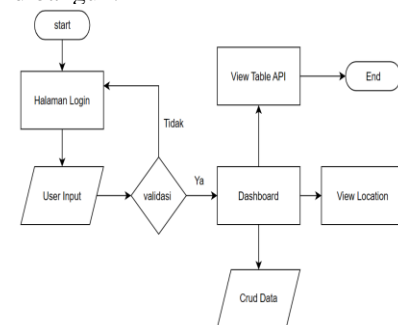 start
View Table API
End
Halaman Login
Tidak
Ya
User Input
validasi
Dashboard
View Location
Crud Data